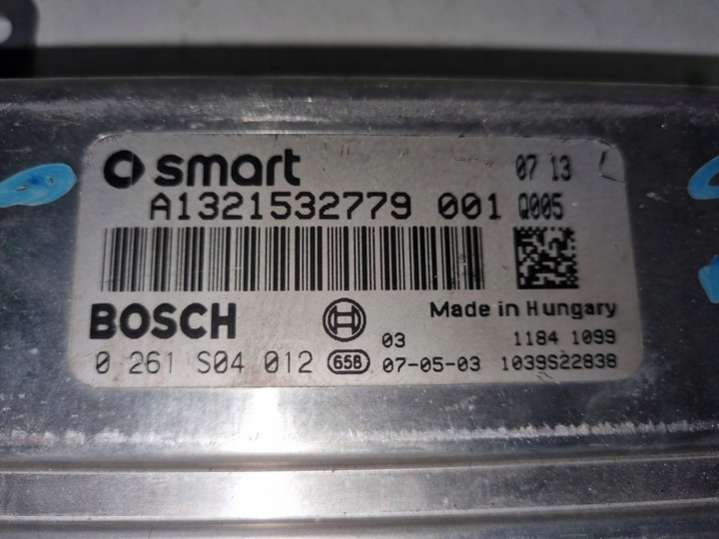 smart 07 13
A1321532779 001 Q005
BOSCH Made in Hungary
03 1184 1099
0 261 S04 012 658 07-05-03 1039S22838